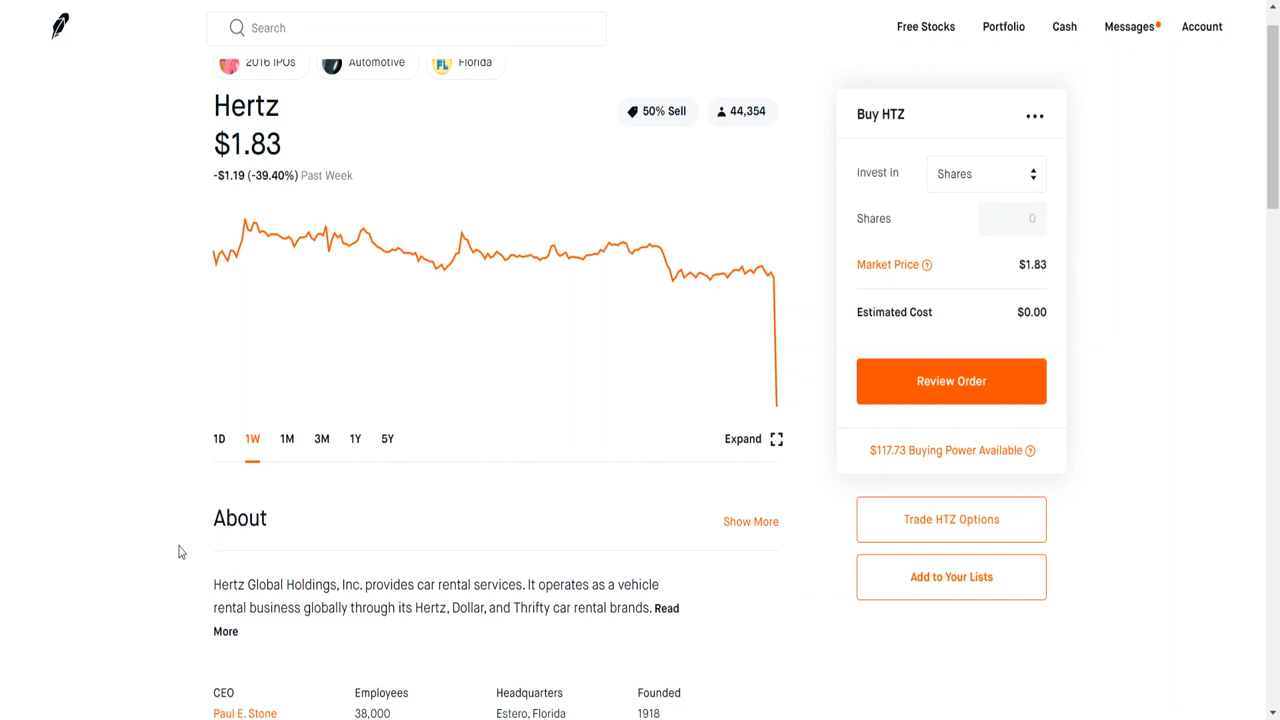 Search
Free Stocks
Portfolio
Cash
Messages
Account
2016 IPOs
Automotive
FL
Florida
Hertz
50% Sell
44,354
$1.83
-$1.19 (-39.40%) Past Week
1D
1W
1M
3M
1Y
5Y
Expand
About
Show More
Hertz Global Holdings, Inc. provides car rental services. It operates as a vehicle
rental business globally through its Hertz, Dollar, and Thrifty car rental brands. Read
More
CEO
Employees
Headquarters
Founded
Paul E. Stone
38,000
Estero, Florida
1918
Buy HTZ
Invest In
Shares
Shares
0
Market Price ?
$1.83
Estimated Cost
$0.00
Review Order
$117.73 Buying Power Available ?
Trade HTZ Options
Add to Your Lists